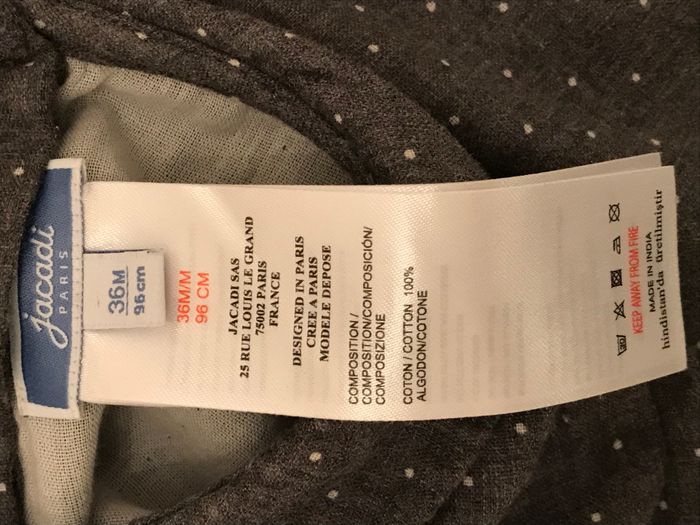 Jacadi
PARIS
36M
96cm
36M/M
96 CM
JACADI SAS
25 RUE LOUIS LE GRAND
75002 PARIS
FRANCE
DESIGNED IN PARIS
CREE A PARIS
MODELE DEPOSE
COMPOSITION /
COMPOSITION/COMPOSICIÓN/
COMPOSIZIONE
COTON / COTTON 100%
ALGODON/COTONE
KEEP AWAY FROM FIRE
MADE IN INDIA
hindistan'da üretilmiştir